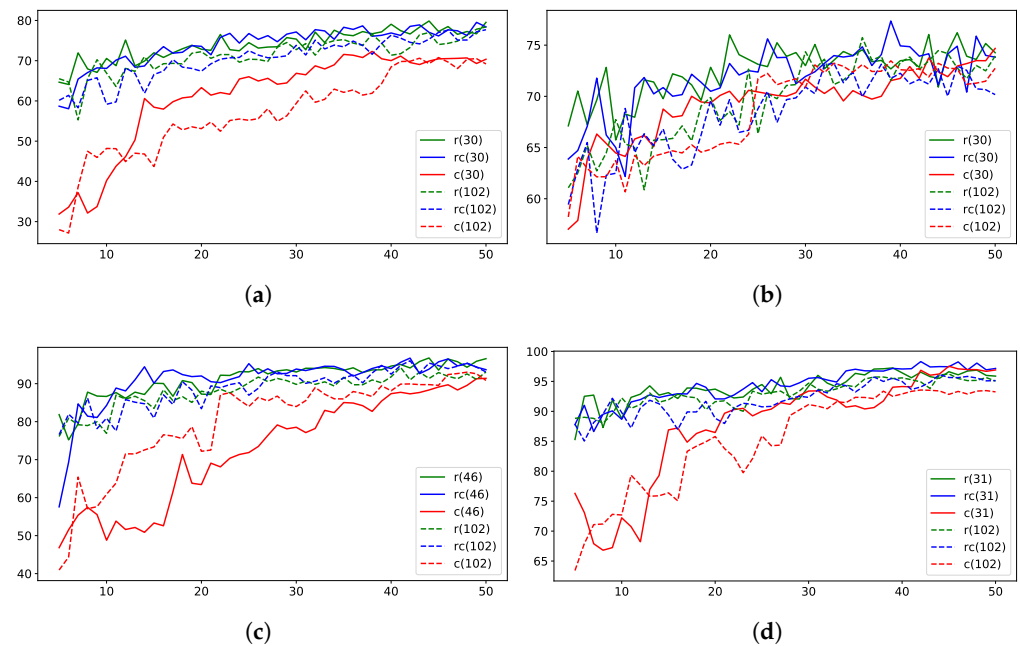 80
70
60
50
40
30
r(30)
rc(30)
c(30)
r(102)
rc(102)
c(102)
10 20 30 40 50
(a)
75
70
65
60
r(30)
rc(30)
c(30)
r(102)
rc(102)
c(102)
10 20 30 40 50
(b)
90
80
70
60
50
40
r(46)
rc(46)
c(46)
r(102)
rc(102)
c(102)
10 20 30 40 50
(c)
100
95
90
85
80
75
70
65
r(31)
rc(31)
c(31)
r(102)
rc(102)
c(102)
10 20 30 40 50
(d)